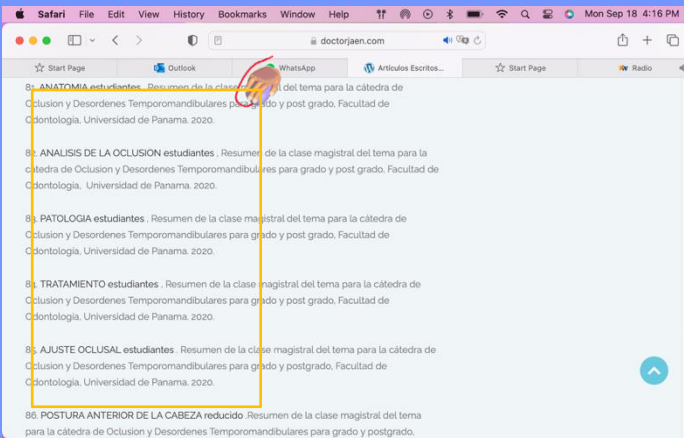 Safari File Edit View History Bookmarks Window Help Mon Sep 18 4:16 PM
doctorjaen.com
Start Page Outlook WhatsApp Artículos Escritos... Start Page Radio
81. ANATOMIA estudiantes . Resumen de la clase del tema para la cátedra de
Oclusion y Desordenes Temporomandibulares para grado y post grado, Facultad de
Odontología, Universidad de Panama. 2020.
82. ANALISIS DE LA OCLUSION estudiantes . Resumen de la clase magistral del tema para la
cátedra de Oclusion y Desordenes Temporomandibulares para grado y post grado, Facultad de
Odontología, Universidad de Panama. 2020.
83. PATOLOGIA estudiantes . Resumen de la clase magistral del tema para la cátedra de
Oclusion y Desordenes Temporomandibulares para grado y post grado, Facultad de
Odontología, Universidad de Panama. 2020.
84. TRATAMIENTO estudiantes . Resumen de la clase magistral del tema para la cátedra de
Oclusion y Desordenes Temporomandibulares para grado y post grado, Facultad de
Odontología, Universidad de Panama. 2020.
85. AJUSTE OCLUSAL estudiantes . Resumen de la clase magistral del tema para la cátedra de
Oclusion y Desordenes Temporomandibulares para grado y postgrado, Facultad de
Odontología, Universidad de Panama. 2020.
86. POSTURA ANTERIOR DE LA CABEZA reducido .Resumen de la clase magistral del tema
para la cátedra de Oclusion y Desordenes Temporomandibulares para grado y postgrado,